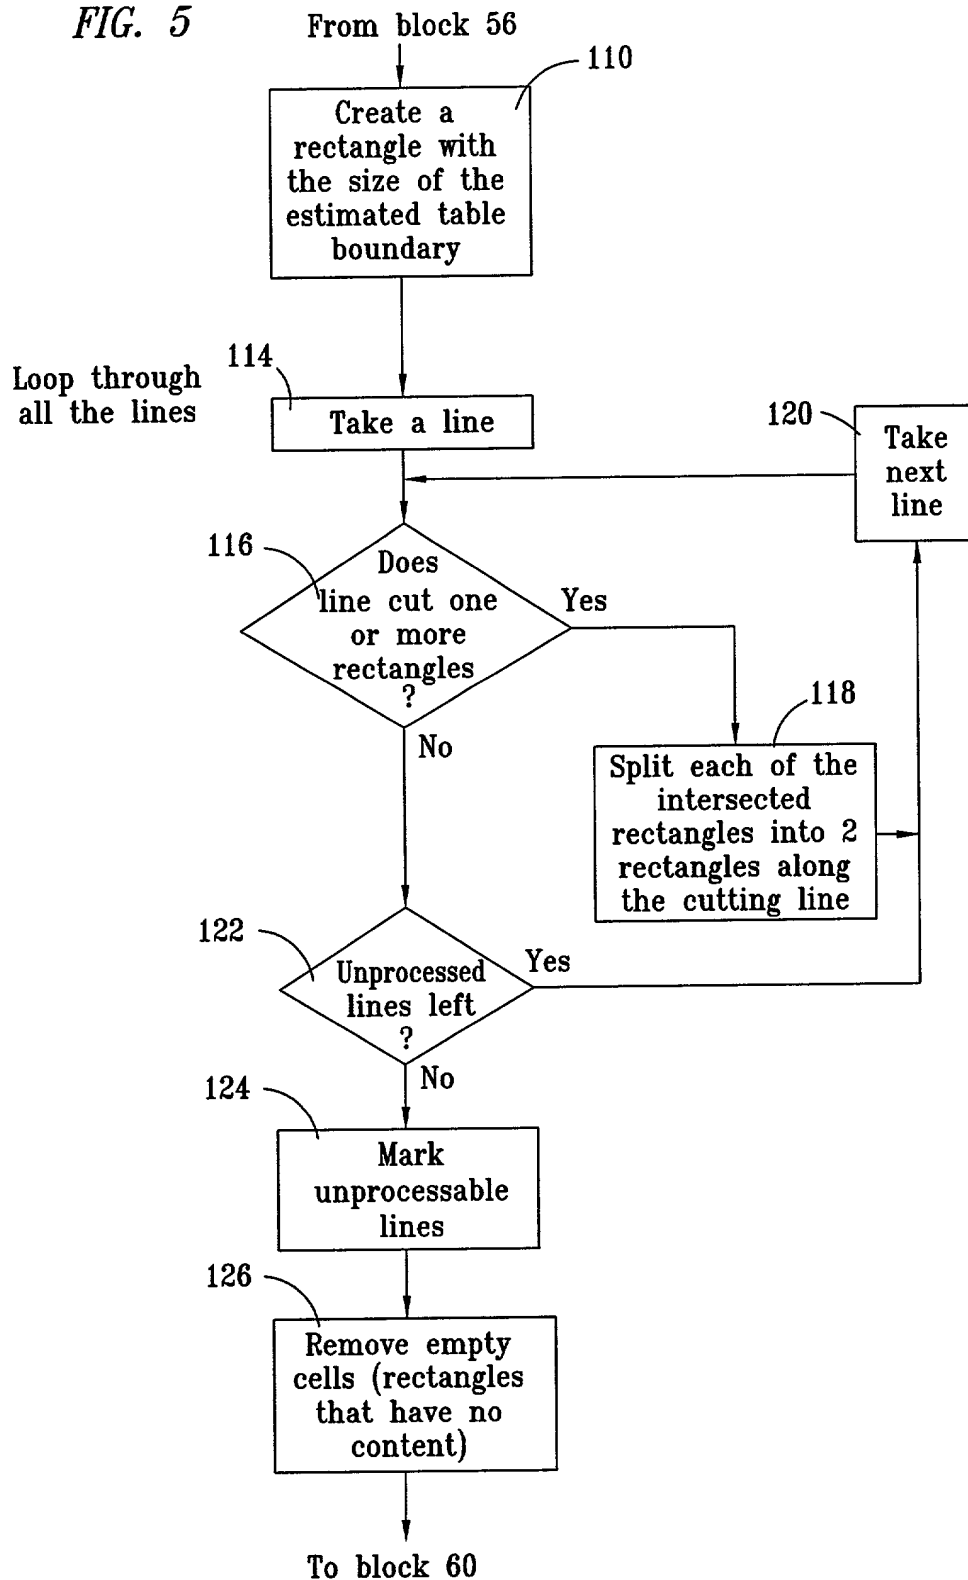 FIG. 5
From block 56
110
Create a
rectangle with
the size of the
estimated table
boundary
Loop through
all the lines
114
Take a line
120
Take
next
line
116
Does
line cut one
or more
rectangles
?
Yes
No
118
Split each of the
intersected
rectangles into 2
rectangles along
the cutting line
122
Unprocessed
lines left
?
Yes
No
124
Mark
unprocessable
lines
126
Remove empty
cells (rectangles
that have no
content)
To block 60